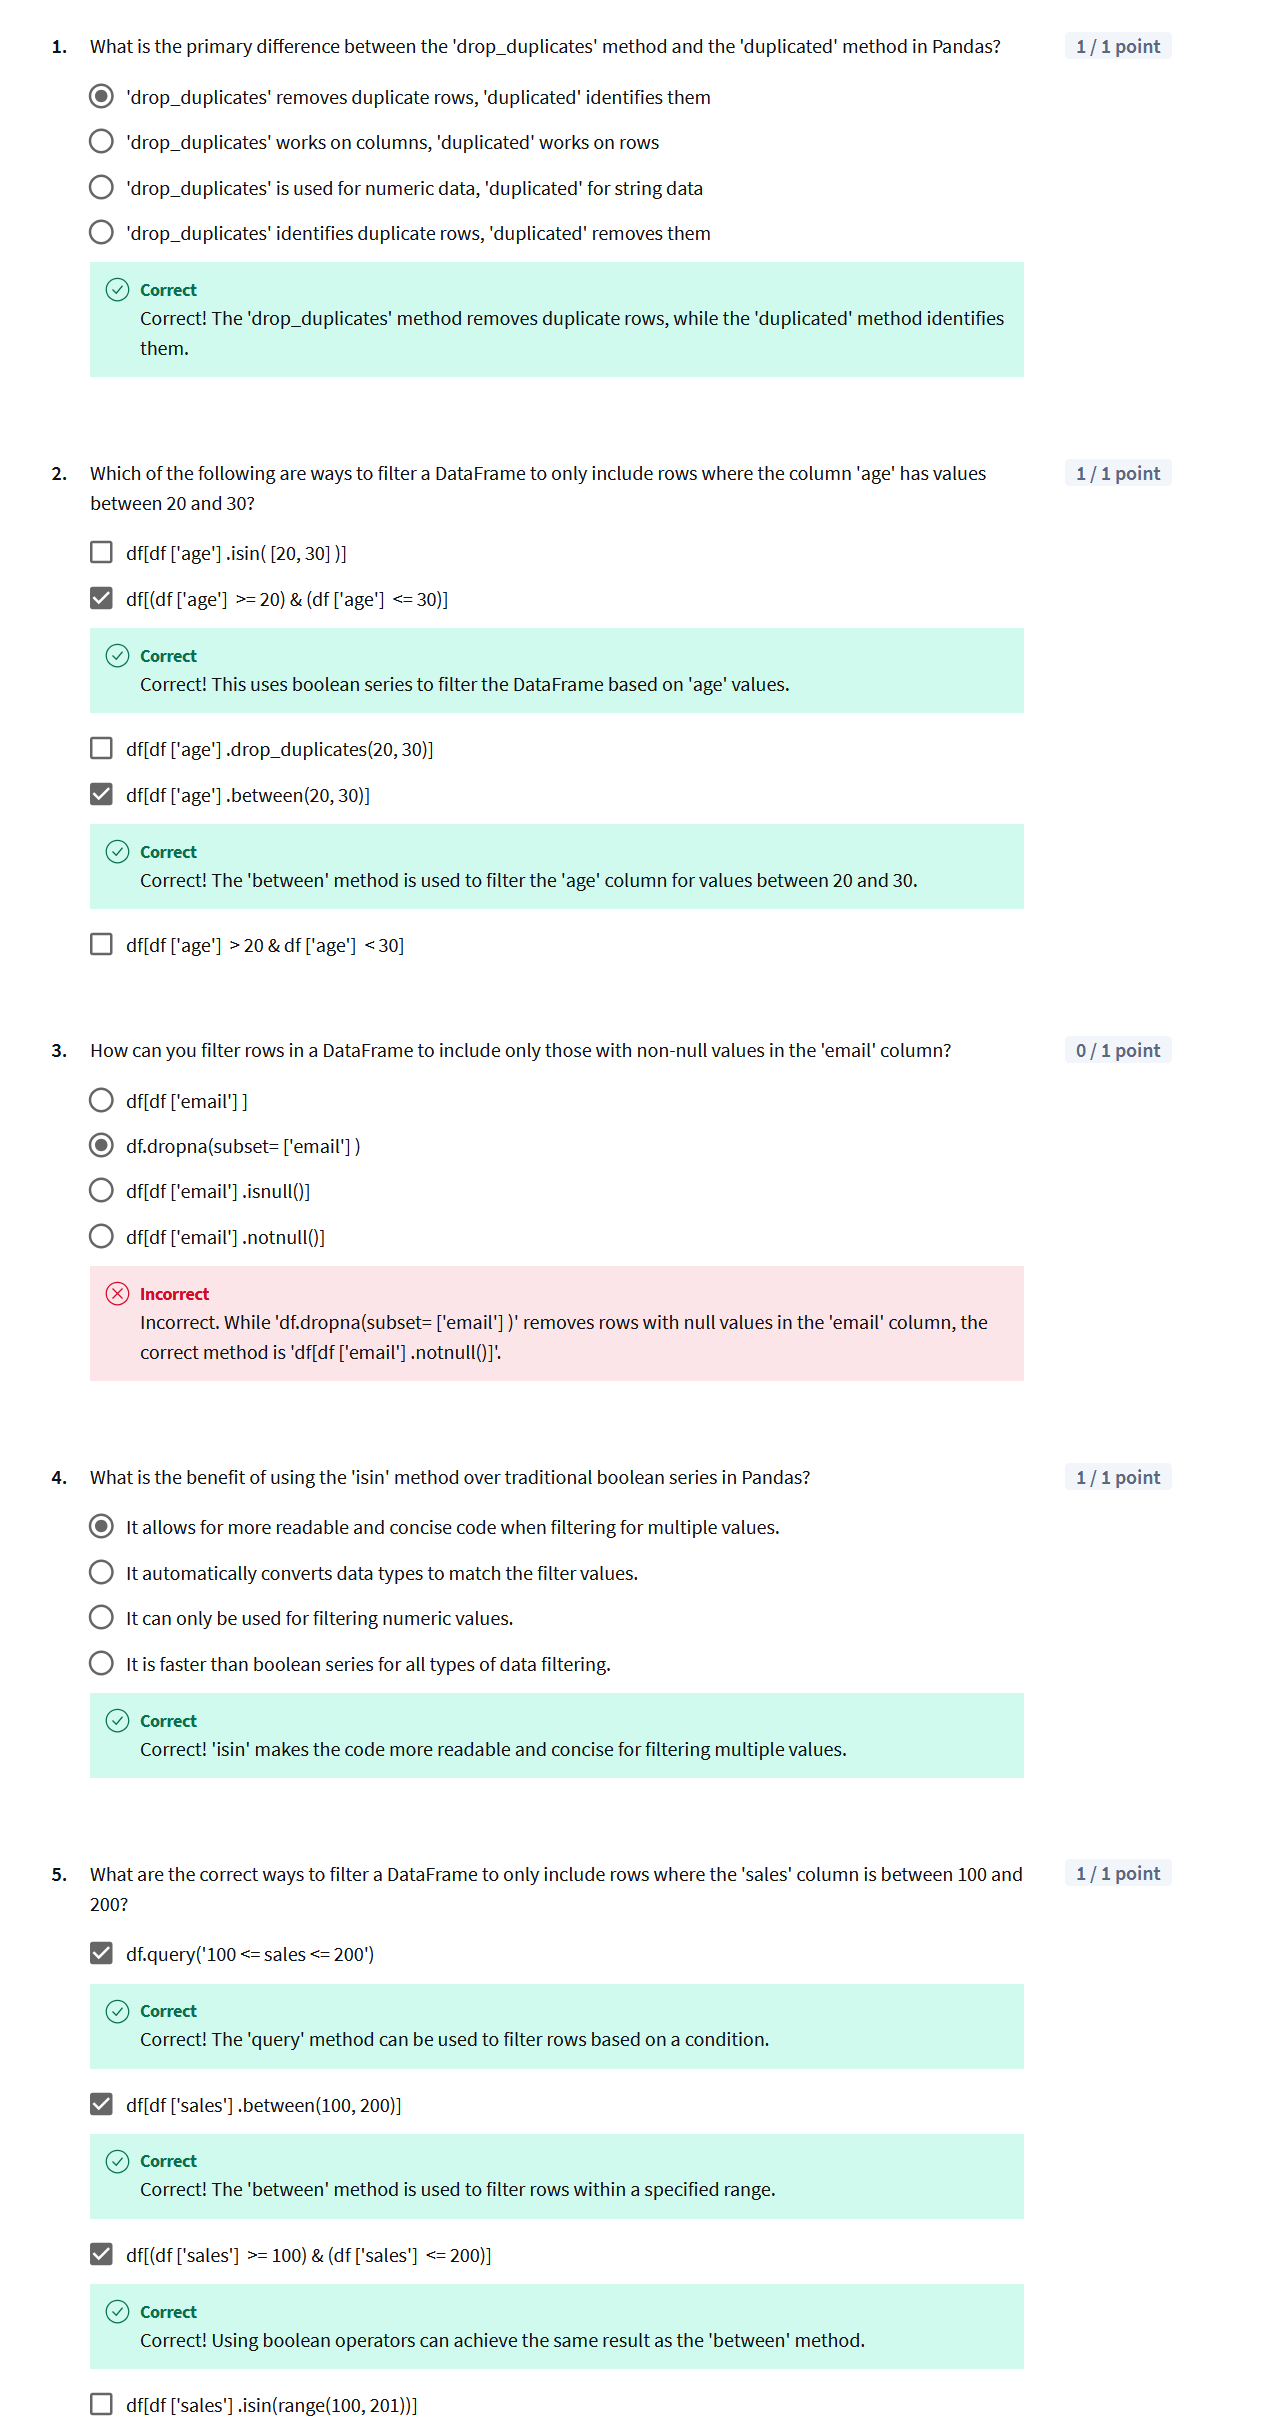 1. What is the primary difference between the 'drop_duplicates' method and the 'duplicated' method in Pandas? 1 / 1 point
'drop_duplicates' removes duplicate rows, 'duplicated' identifies them
'drop_duplicates' works on columns, 'duplicated' works on rows
'drop_duplicates' is used for numeric data, 'duplicated' for string data
'drop_duplicates' identifies duplicate rows, 'duplicated' removes them
Correct
Correct! The 'drop_duplicates' method removes duplicate rows, while the 'duplicated' method identifies
them.
2. Which of the following are ways to filter a DataFrame to only include rows where the column 'age' has values 1 / 1 point
between 20 and 30?
df[df ['age'] .isin( [20, 30] )]
df[(df ['age'] >= 20) & (df ['age'] <= 30)]
Correct
Correct! This uses boolean series to filter the DataFrame based on 'age' values.
df[df ['age'] .drop_duplicates(20, 30)]
df[df ['age'] .between(20, 30)]
Correct
Correct! The 'between' method is used to filter the 'age' column for values between 20 and 30.
df[df ['age'] > 20 & df ['age'] < 30]
3. How can you filter rows in a DataFrame to include only those with non-null values in the 'email' column? 0 / 1 point
df[df ['email'] ]
df.dropna(subset= ['email'] )
df[df ['email'] .isnull()]
df[df ['email'] .notnull()]
Incorrect
Incorrect. While 'df.dropna(subset= ['email'] )' removes rows with null values in the 'email' column, the
correct method is 'df[df ['email'] .notnull()]'.
4. What is the benefit of using the 'isin' method over traditional boolean series in Pandas? 1 / 1 point
It allows for more readable and concise code when filtering for multiple values.
It automatically converts data types to match the filter values.
It can only be used for filtering numeric values.
It is faster than boolean series for all types of data filtering.
Correct
Correct! 'isin' makes the code more readable and concise for filtering multiple values.
5. What are the correct ways to filter a DataFrame to only include rows where the 'sales' column is between 100 and 1 / 1 point
200?
df.query('100 <= sales <= 200')
Correct
Correct! The 'query' method can be used to filter rows based on a condition.
df[df ['sales'] .between(100, 200)]
Correct
Correct! The 'between' method is used to filter rows within a specified range.
df[(df ['sales'] >= 100) & (df ['sales'] <= 200)]
Correct
Correct! Using boolean operators can achieve the same result as the 'between' method.
df[df ['sales'] .isin(range(100, 201))]